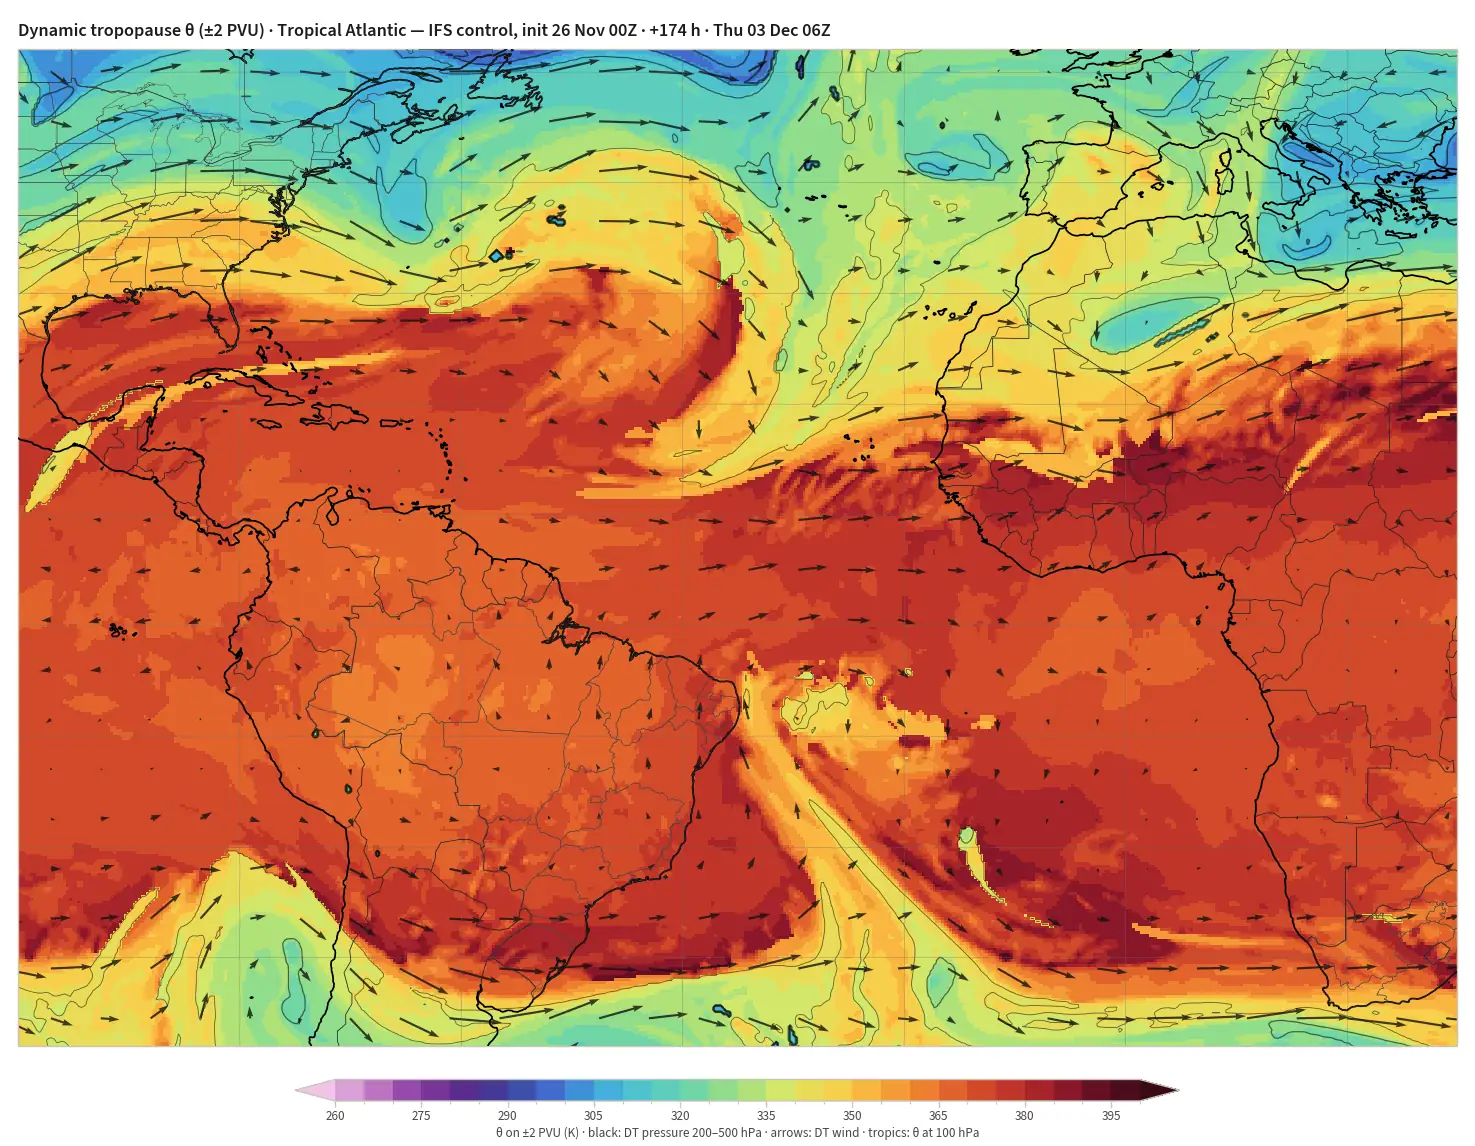 Dynamic tropopause θ (±2 PVU) · Tropical Atlantic — IFS control, init 26 Nov 00Z · +174 h · Thu 03 Dec 06Z
260 275 290 305 320 335 350 365 380 395
θ on ±2 PVU (K) · black: DT pressure 200–500 hPa · arrows: DT wind · tropics: θ at 100 hPa